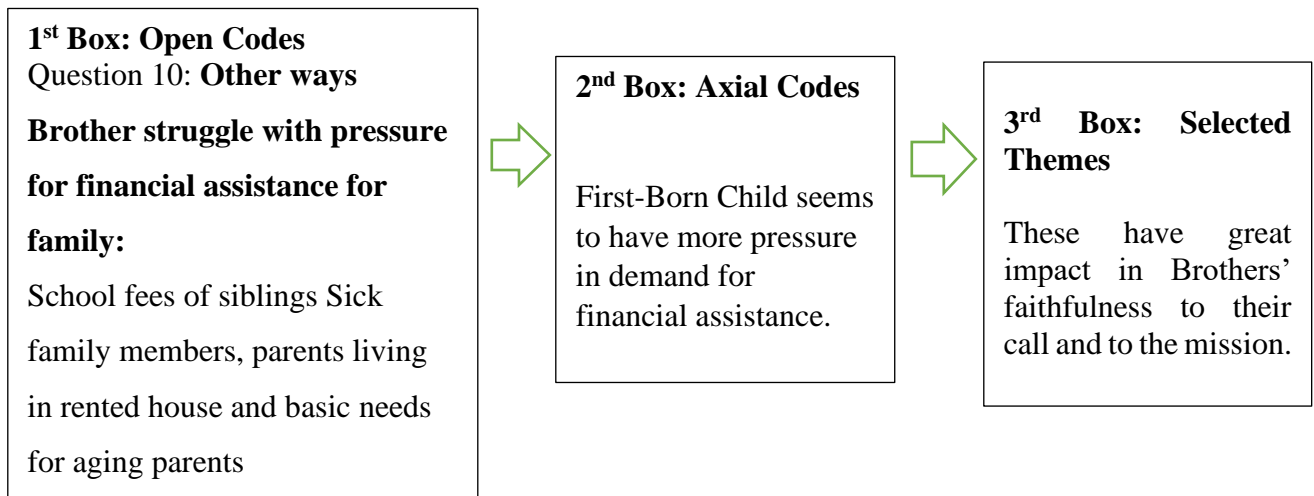 1st Box: Open Codes
Question 10: Other ways
Brother struggle with pressure
for financial assistance for
family:
School fees of siblings Sick
family members, parents living
in rented house and basic needs
for aging parents
2nd Box: Axial Codes
First-Born Child seems
to have more pressure
in demand for
financial assistance.
3rd Box: Selected
Themes
These have great
impact in Brothers’
faithfulness to their
call and to the mission.